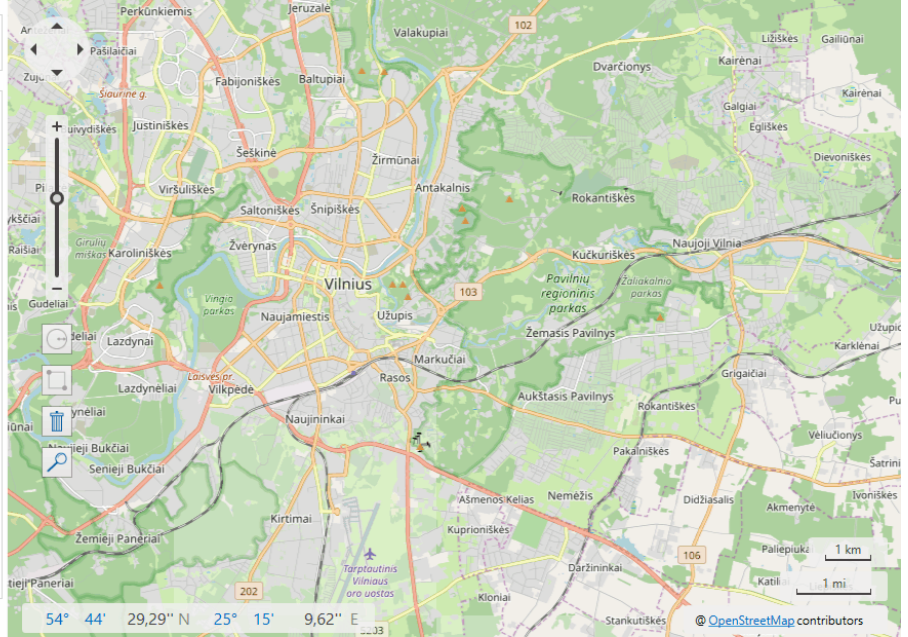 Perkūnkiemis
Jeruzalė
Valakupiai
102
Ližiškės
Gailiūnai
Pašilaičiai
Dvarčionys
Kairėnai
Fabijoniškės
Baltupiai
Šiaurinė g.
Kairėnai
Galgiai
Justiniškės
Egliškės
Šeškinė
Žirmūnai
Dievoniškės
Viršuliškės
Antakalnis
Rokantiškės
Saltoniškės
Šnipiškės
Žvėrynas
Naujoji Vilnia
Girulių
miškas
Karoliniškės
Kučkuriškės
Vilnius
103
Pavilnių
regioninis
parkas
Žaliakalnio
parkas
Gudeliai
Vingio
parkas
Naujamiestis
Užupis
Žemasis Pavilnys
Lazdynai
Karklėnai
Markučiai
Grigaičiai
Laisvės pr.
Rasos
Lazdynėliai
Vilkpėdė
Aukštasis Pavilnys
Rokantiškės
Naujininkai
Vėliučionys
Naujieji Bukčiai
Pakalniškės
Senieji Bukčiai
Ašmenos Kelias
Nemėžis
Didžiasalis
Ivoniškės
Akmenytė
Kirtimai
Kuprioniškės
Žemieji Paneriai
106
1 km
Daržininkai
Tarptautinis
Vilniaus
oro uostas
1 mi
202
Kloniai
54° 44' 29,29'' N 25° 15' 9,62'' E
Stankutiškės
@ OpenStreetMap contributors